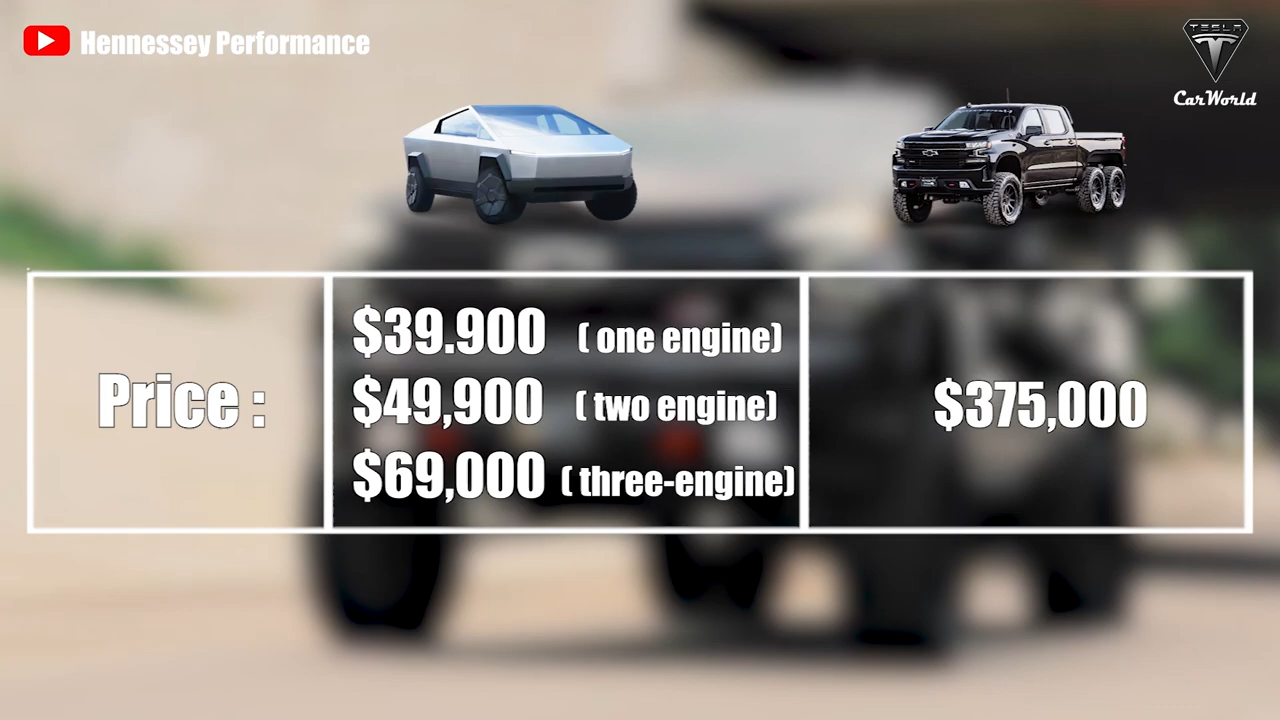 Hennessey Performance
TESLA
CarWorld
Price :
$39.900 ( one engine)
$49,900 ( two engine)
$69,000 ( three-engine)
$375,000